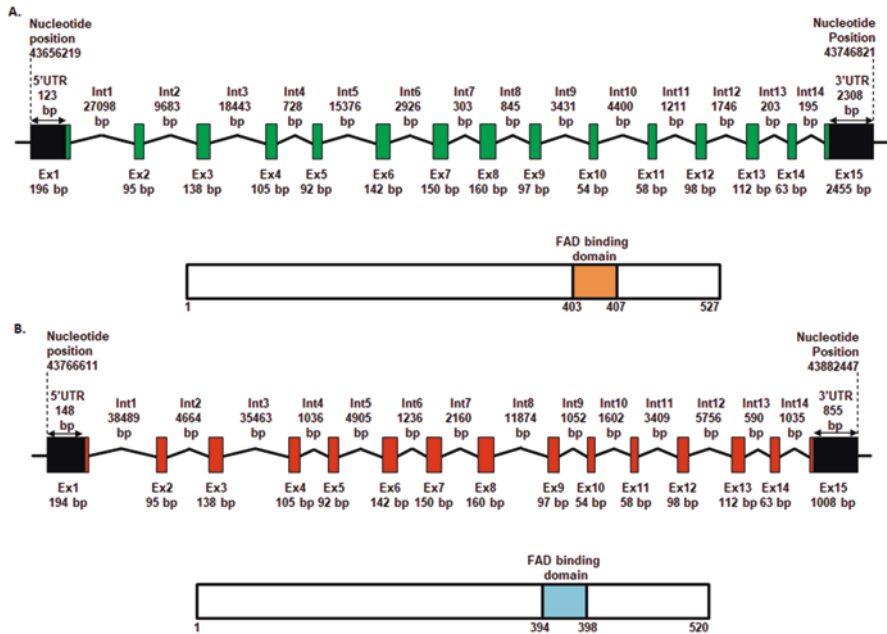 A.
Nucleotide
position
43656219
Nucleotide
Position
43746821
5'UTR
123
bp
Int1
27098
bp
Int2
9683
bp
Int3
18443
bp
Int4
728
bp
Int5
15376
bp
Int6
2926
bp
Int7
303
bp
Int8
845
bp
Int9
3431
bp
Int10
4400
bp
Int11
1211
bp
Int12
1746
bp
Int13
203
bp
Int14
195
bp
3'UTR
2308
bp
Ex1
196 bp
Ex2
95 bp
Ex3
138 bp
Ex4
105 bp
Ex5
92 bp
Ex6
142 bp
Ex7
150 bp
Ex8
160 bp
Ex9
97 bp
Ex10
54 bp
Ex11
58 bp
Ex12
98 bp
Ex13
112 bp
Ex14
63 bp
Ex15
2455 bp
FAD binding
domain
1 403 407 527
B.
Nucleotide
position
43766611
Nucleotide
Position
43882447
5'UTR
148
bp
Int1
38489
bp
Int2
4664
bp
Int3
35463
bp
Int4
1036
bp
Int5
4905
bp
Int6
1236
bp
Int7
2160
bp
Int8
11874
bp
Int9
1052
bp
Int10
1602
bp
Int11
3409
bp
Int12
5756
bp
Int13
590
bp
Int14
1035
bp
3'UTR
855
bp
Ex1
194 bp
Ex2
95 bp
Ex3
138 bp
Ex4
105 bp
Ex5
92 bp
Ex6
142 bp
Ex7
150 bp
Ex8
160 bp
Ex9
97 bp
Ex10
54 bp
Ex11
58 bp
Ex12
98 bp
Ex13
112 bp
Ex14
63 bp
Ex15
1008 bp
FAD binding
domain
1 394 398 520